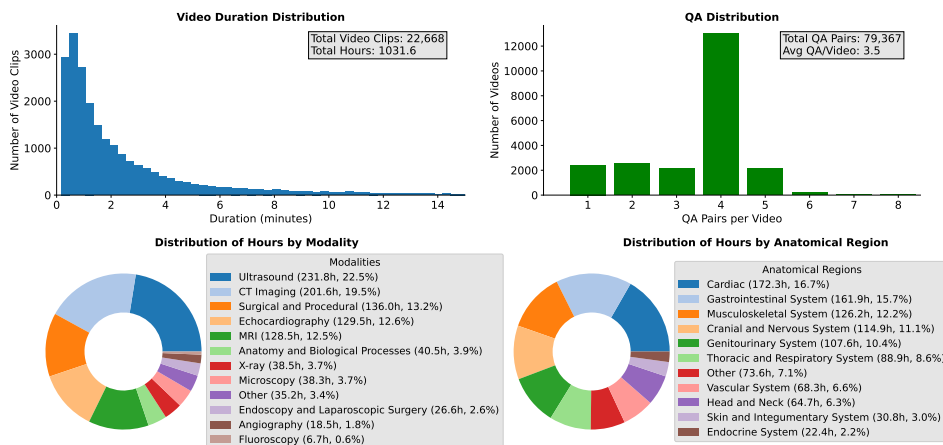 Video Duration Distribution
Number of Video Clips
3000
2000
1000
0
Total Video Clips: 22,668
Total Hours: 1031.6
0 2 4 6 8 10 12 14
Duration (minutes)
QA Distribution
Number of Videos
12000
10000
8000
6000
4000
2000
0
Total QA Pairs: 79,367
Avg QA/Video: 3.5
1 2 3 4 5 6 7 8
QA Pairs per Video
Distribution of Hours by Modality
Modalities
Ultrasound (231.8h, 22.5%)
CT Imaging (201.6h, 19.5%)
Surgical and Procedural (136.0h, 13.2%)
Echocardiography (129.5h, 12.6%)
MRI (128.5h, 12.5%)
Anatomy and Biological Processes (40.5h, 3.9%)
X-ray (38.5h, 3.7%)
Microscopy (38.3h, 3.7%)
Other (35.2h, 3.4%)
Endoscopy and Laparoscopic Surgery (26.6h, 2.6%)
Angiography (18.5h, 1.8%)
Fluoroscopy (6.7h, 0.6%)
Distribution of Hours by Anatomical Region
Anatomical Regions
Cardiac (172.3h, 16.7%)
Gastrointestinal System (161.9h, 15.7%)
Musculoskeletal System (126.2h, 12.2%)
Cranial and Nervous System (114.9h, 11.1%)
Genitourinary System (107.6h, 10.4%)
Thoracic and Respiratory System (88.9h, 8.6%)
Other (73.6h, 7.1%)
Vascular System (68.3h, 6.6%)
Head and Neck (64.7h, 6.3%)
Skin and Integumentary System (30.8h, 3.0%)
Endocrine System (22.4h, 2.2%)